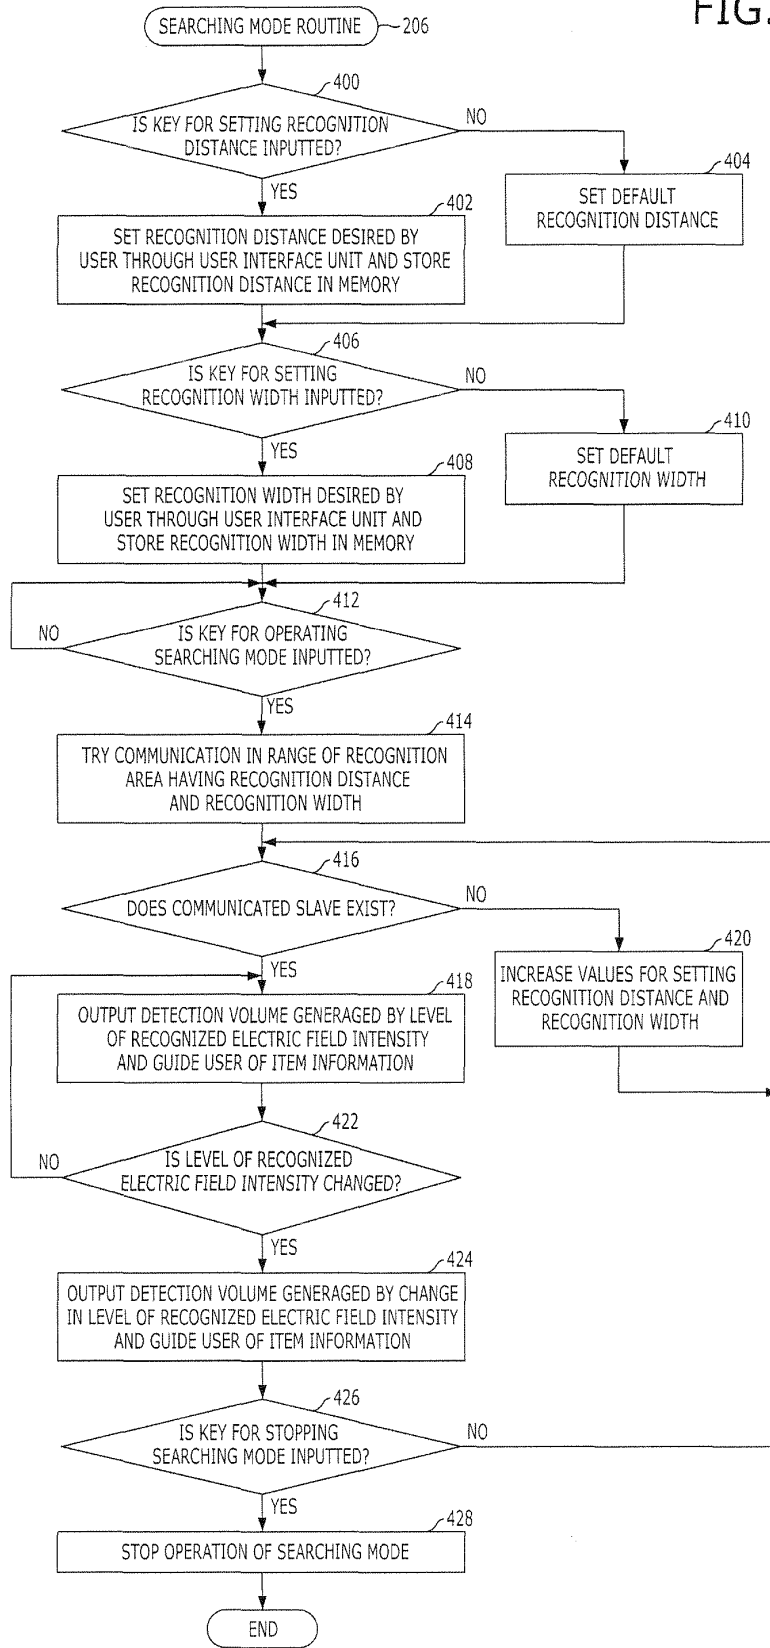 FIG.
SEARCHING MODE ROUTINE
206
400
IS KEY FOR SETTING RECOGNITION
DISTANCE INPUTTED?
NO
YES
404
SET DEFAULT
RECOGNITION DISTANCE
402
SET RECOGNITION DISTANCE DESIRED BY
USER THROUGH USER INTERFACE UNIT AND STORE
RECOGNITION DISTANCE IN MEMORY
406
IS KEY FOR SETTING
RECOGNITION WIDTH INPUTTED?
NO
YES
410
SET DEFAULT
RECOGNITION WIDTH
408
SET RECOGNITION WIDTH DESIRED BY
USER THROUGH USER INTERFACE UNIT AND
STORE RECOGNITION WIDTH IN MEMORY
412
NO
IS KEY FOR OPERATING
SEARCHING MODE INPUTTED?
YES
414
TRY COMMUNICATION IN RANGE OF RECOGNITION
AREA HAVING RECOGNITION DISTANCE
AND RECOGNITION WIDTH
416
DOES COMMUNICATED SLAVE EXIST?
NO
YES
420
INCREASE VALUES FOR SETTING
RECOGNITION DISTANCE AND
RECOGNITION WIDTH
418
OUTPUT DETECTION VOLUME GENERAGED BY LEVEL
OF RECOGNIZED ELECTRIC FIELD INTENSITY
AND GUIDE USER OF ITEM INFORMATION
422
NO
IS LEVEL OF RECOGNIZED
ELECTRIC FIELD INTENSITY CHANGED?
YES
424
OUTPUT DETECTION VOLUME GENERAGED BY CHANGE
IN LEVEL OF RECOGNIZED ELECTRIC FIELD INTENSITY
AND GUIDE USER OF ITEM INFORMATION
426
IS KEY FOR STOPPING
SEARCHING MODE INPUTTED?
NO
YES
428
STOP OPERATION OF SEARCHING MODE
END